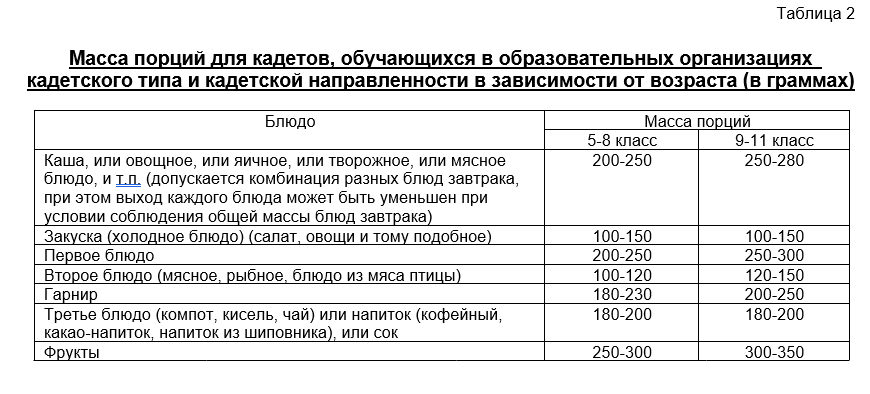 Таблица 2
Масса порций для кадетов, обучающихся в образовательных организациях
кадетского типа и кадетской направленности в зависимости от возраста (в граммах)
Блюдо
Масса порций
5-8 класс
9-11 класс
Каша, или овощное, или яичное, или творожное, или мясное
блюдо, и т.п. (допускается комбинация разных блюд завтрака,
при этом выход каждого блюда может быть уменьшен при
условии соблюдения общей массы блюд завтрака)
200-250
250-280
Закуска (холодное блюдо) (салат, овощи и тому подобное)
100-150
100-150
Первое блюдо
200-250
250-300
Второе блюдо (мясное, рыбное, блюдо из мяса птицы)
100-120
120-150
Гарнир
180-230
200-250
Третье блюдо (компот, кисель, чай) или напиток (кофейный,
какао-напиток, напиток из шиповника), или сок
180-200
180-200
Фрукты
250-300
300-350